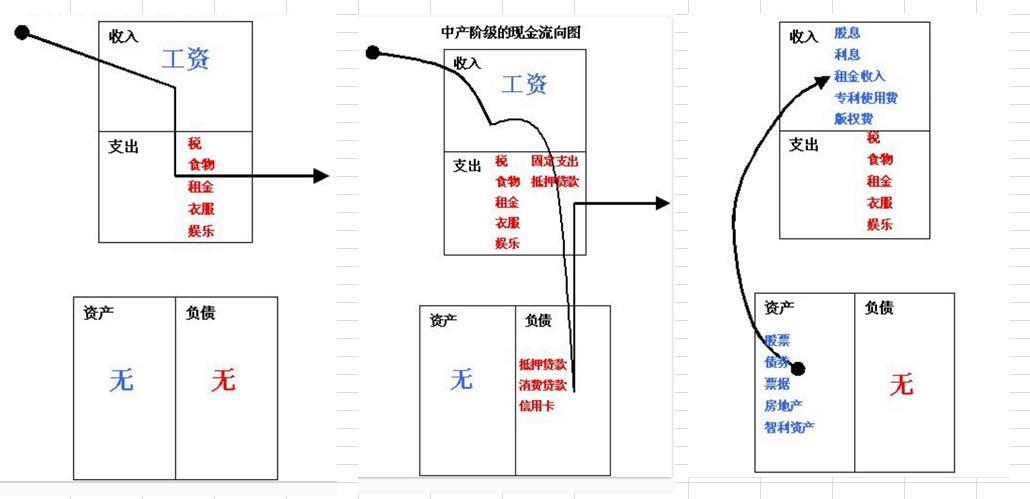 收入
工资
支出
税
食物
租金
衣服
娱乐
资产
负债
无
无
中产阶级的现金流向图
收入
工资
支出
税 固定支出
食物 抵押贷款
租金
衣服
娱乐
资产
负债
无
抵押贷款
消费贷款
信用卡
收入
股息
利息
租金收入
专利使用费
版权费
支出
税
食物
租金
衣服
娱乐
资产
负债
股票
债券
票据
房地产
智利资产
无